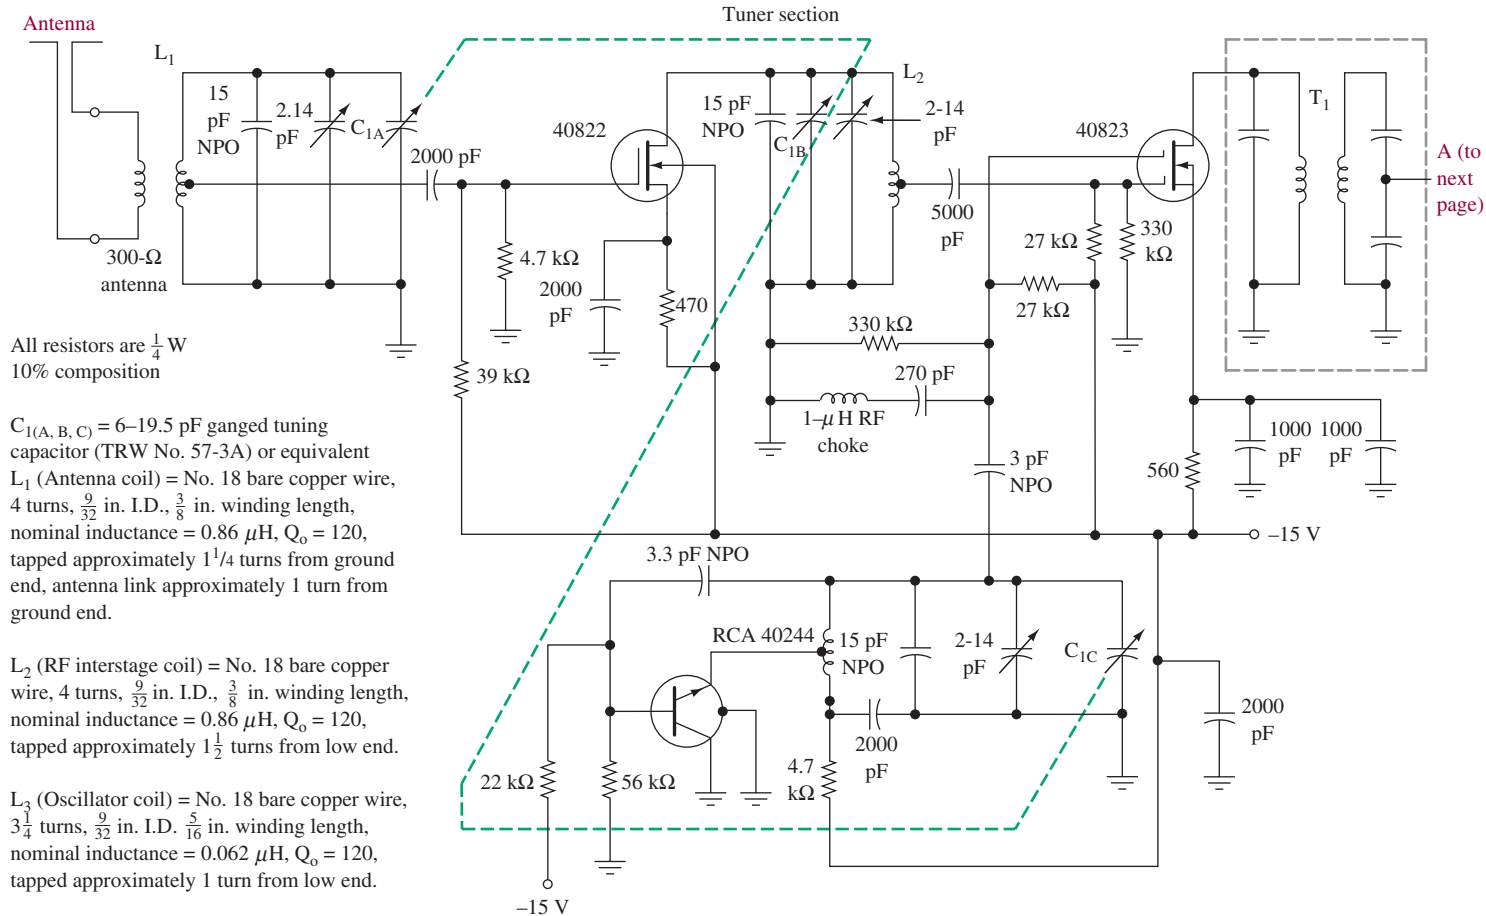 Tuner section
Antenna
L1
15
pF
NPO
2.14
pF
C1A
2000 pF
40822
15 pF
NPO
C1B
L2
2-14
pF
40823
T1
A (to
next
page)
300-Ω
antenna
4.7 kΩ
2000
pF
470
39 kΩ
5000
pF
27 kΩ
330
kΩ
27 kΩ
330 kΩ
270 pF
1–μH RF
choke
3 pF
NPO
560
1000
pF
1000
pF
–15 V
All resistors are 1/4 W
10% composition
C1(A, B, C) = 6–19.5 pF ganged tuning
capacitor (TRW No. 57-3A) or equivalent
L1 (Antenna coil) = No. 18 bare copper wire,
4 turns, 9/32 in. I.D., 3/8 in. winding length,
nominal inductance = 0.86 μH, Qo = 120,
tapped approximately 1 1/4 turns from ground
end, antenna link approximately 1 turn from
ground end.
L2 (RF interstage coil) = No. 18 bare copper
wire, 4 turns, 9/32 in. I.D., 3/8 in. winding length,
nominal inductance = 0.86 μH, Qo = 120,
tapped approximately 1 1/2 turns from low end.
L3 (Oscillator coil) = No. 18 bare copper wire,
3 1/4 turns, 9/32 in. I.D. 5/16 in. winding length,
nominal inductance = 0.062 μH, Qo = 120,
tapped approximately 1 turn from low end.
3.3 pF NPO
RCA 40244
15 pF
NPO
2-14
pF
C1C
2000
pF
2000
pF
22 kΩ
56 kΩ
4.7
kΩ
–15 V